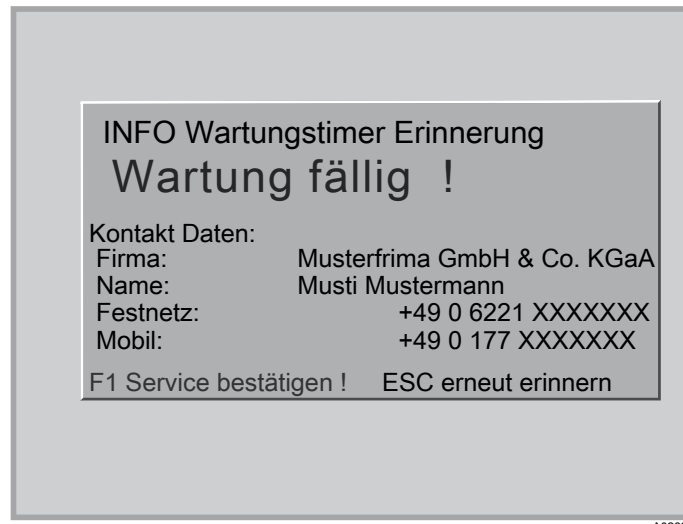 INFO Wartungstimer Erinnerung
Wartung fällig !
Kontakt Daten:
Firma: Musterfrima GmbH & Co. KGaA
Name: Musti Mustermann
Festnetz: +49 0 6221 XXXXXXX
Mobil: +49 0 177 XXXXXXX
F1 Service bestätigen ! ESC erneut erinnern